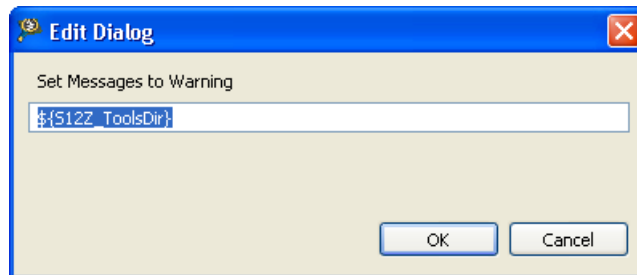 Edit Dialog
Set Messages to Warning
${S12Z_ToolsDir}
OK Cancel